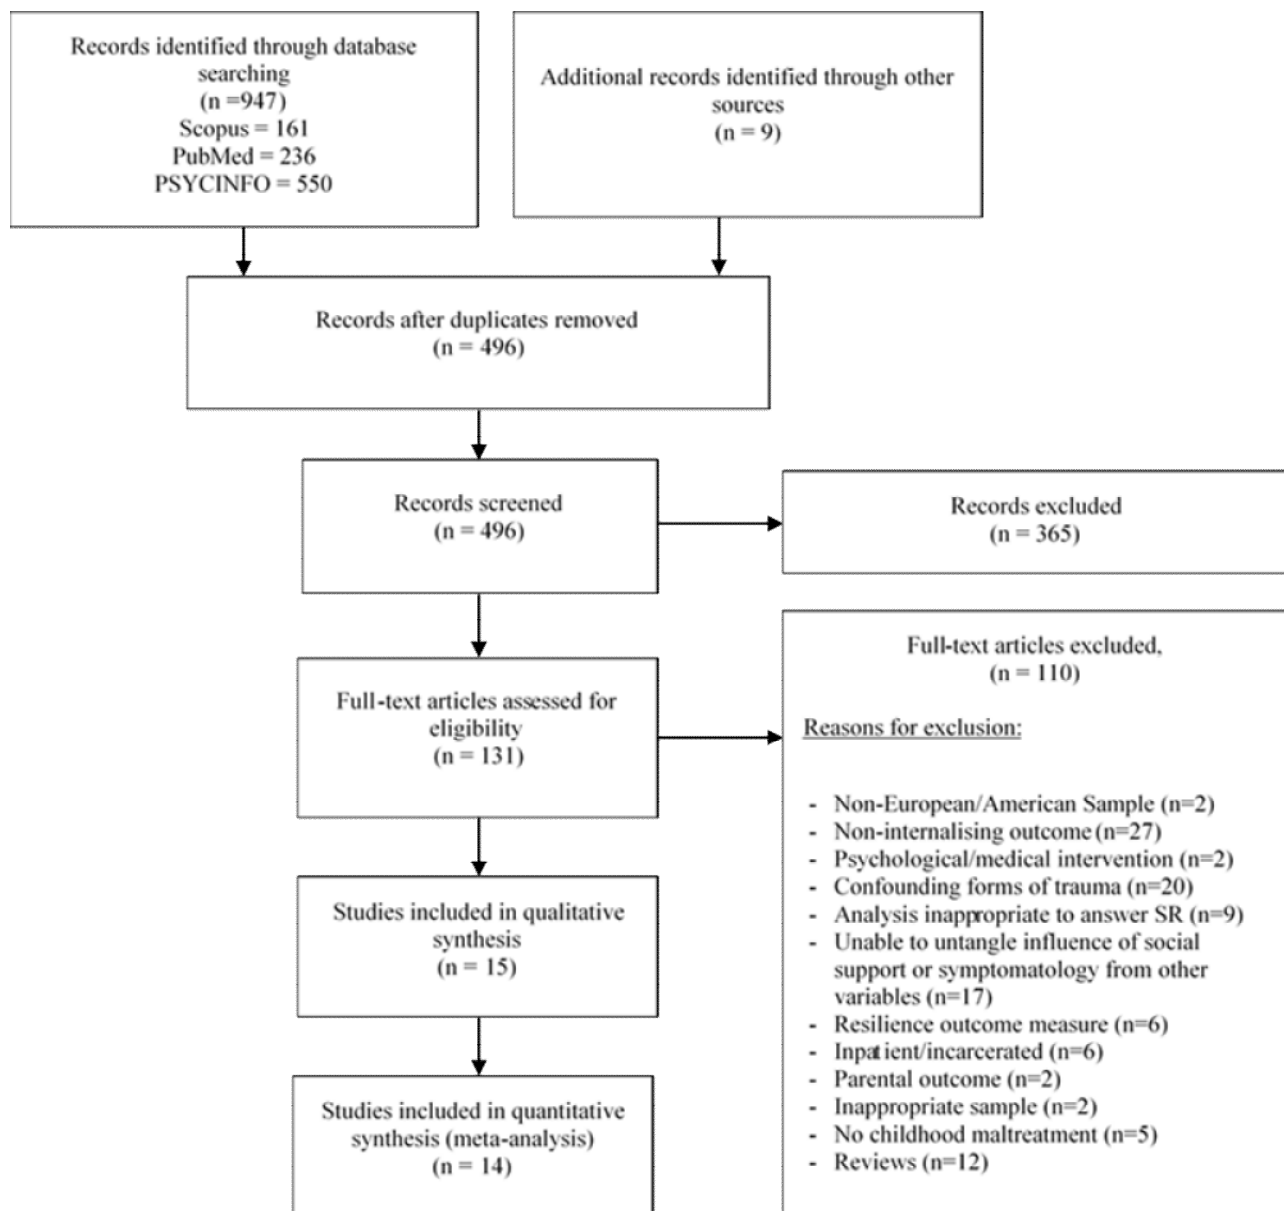 Records identified through database
searching
(n =947)
Scopus = 161
PubMed = 236
PSYCINFO = 550
Additional records identified through other
sources
(n = 9)
Records after duplicates removed
(n = 496)
Records screened
(n = 496)
Records excluded
(n = 365)
Full-text articles assessed for
eligibility
(n = 131)
Full-text articles excluded,
(n = 110)
Reasons for exclusion:
- Non-European/American Sample (n=2)
- Non-internalising outcome (n=27)
- Psychological/medical intervention (n=2)
- Confounding forms of trauma (n=20)
- Analysis inappropriate to answer SR (n=9)
- Unable to untangle influence of social
support or symptomatology from other
variables (n=17)
- Resilience outcome measure (n=6)
- Inpatient/incarcerated (n=6)
- Parental outcome (n=2)
- Inappropriate sample (n=2)
- No childhood maltreatment (n=5)
- Reviews (n=12)
Studies included in qualitative
synthesis
(n = 15)
Studies included in quantitative
synthesis (meta-analysis)
(n = 14)